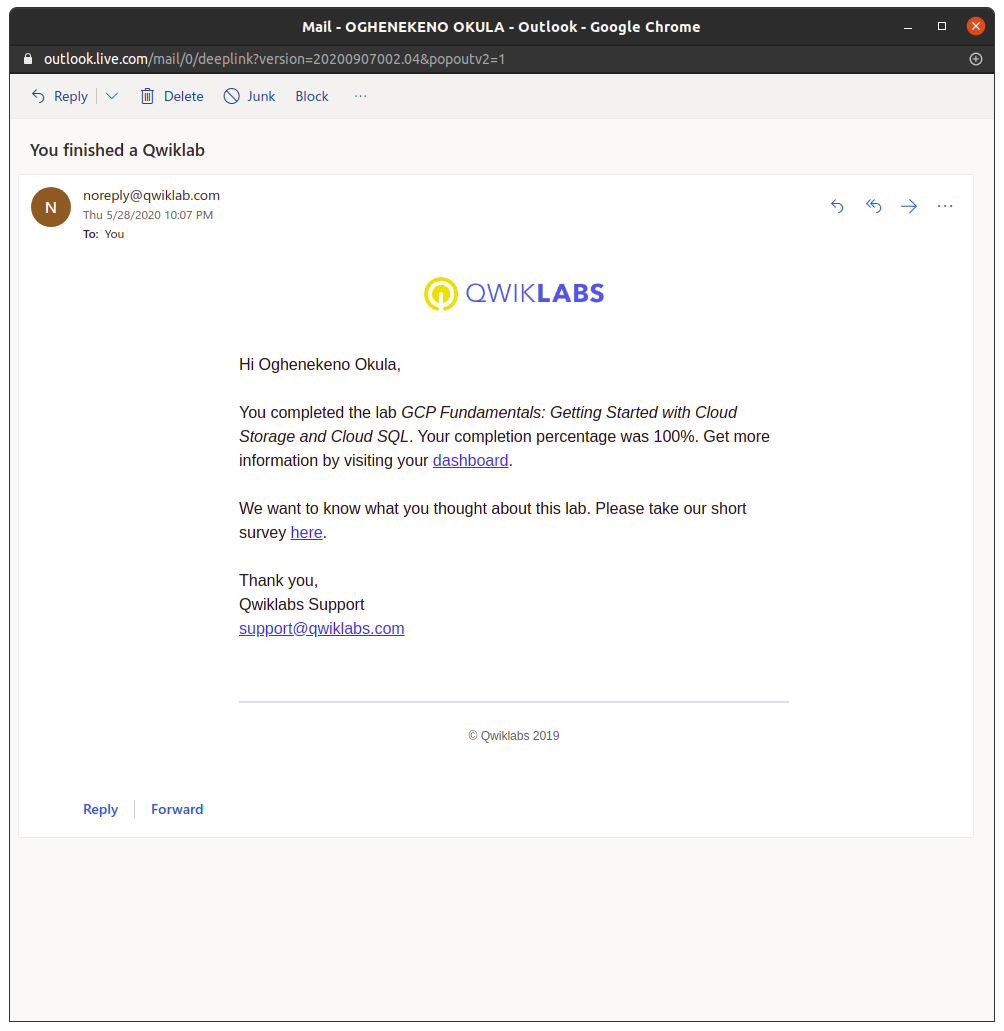 Mail - OGHENEKENO OKULA - Outlook - Google Chrome
outlook.live.com/mail/0/deeplink?version=20200907002.04&popoutv2=1
Reply Delete Junk Block ...
You finished a Qwiklab
N
noreply@qwiklab.com
Thu 5/28/2020 10:07 PM
To: You
QWIKLABS
Hi Oghenekeno Okula,
You completed the lab GCP Fundamentals: Getting Started with Cloud
Storage and Cloud SQL. Your completion percentage was 100%. Get more
information by visiting your dashboard.
We want to know what you thought about this lab. Please take our short
survey here.
Thank you,
Qwiklabs Support
support@qwiklabs.com
© Qwiklabs 2019
Reply Forward